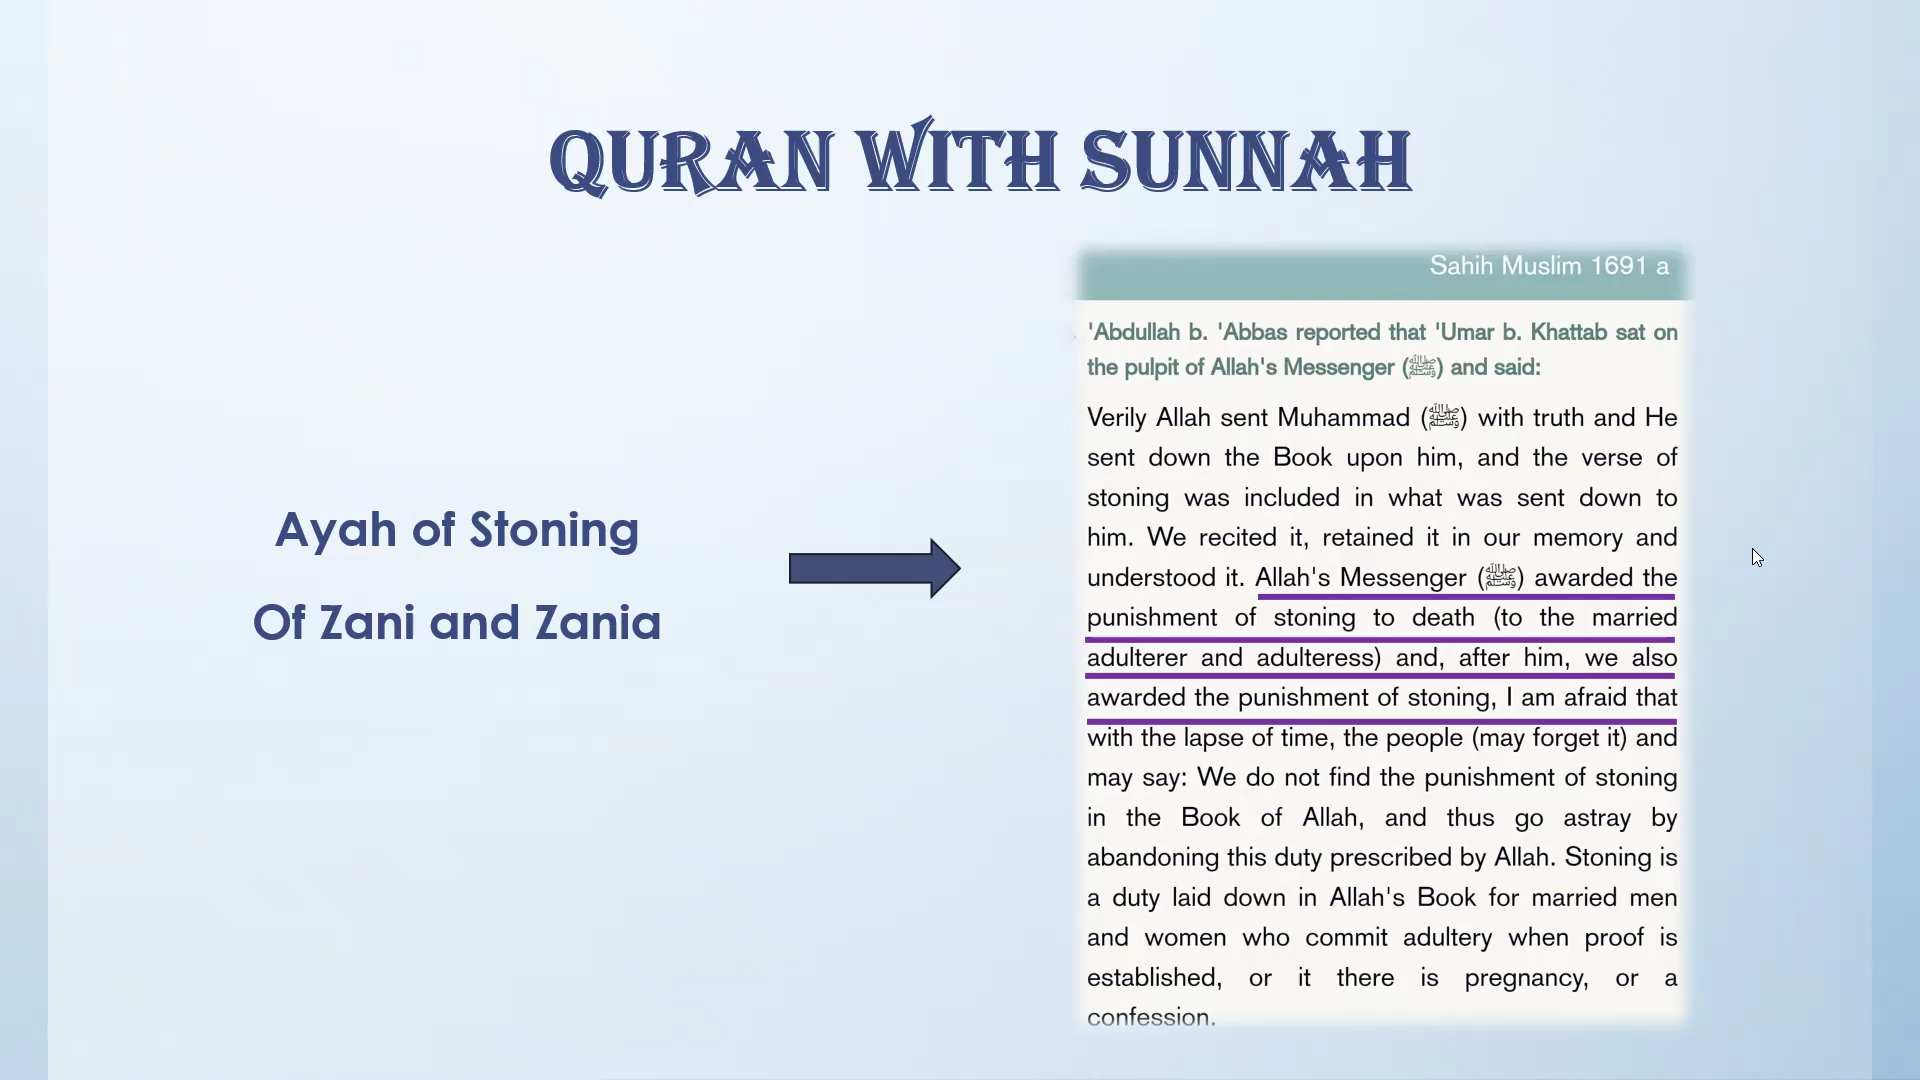 QURAN WITH SUNNAH
Ayah of Stoning
Of Zani and Zania
Sahih Muslim 1691 a
'Abdullah b. 'Abbas reported that 'Umar b. Khattab sat on
the pulpit of Allah's Messenger (ﷺ) and said:
Verily Allah sent Muhammad (ﷺ) with truth and He
sent down the Book upon him, and the verse of
stoning was included in what was sent down to
him. We recited it, retained it in our memory and
understood it. Allah's Messenger (ﷺ) awarded the
punishment of stoning to death (to the married
adulterer and adulteress) and, after him, we also
awarded the punishment of stoning, I am afraid that
with the lapse of time, the people (may forget it) and
may say: We do not find the punishment of stoning
in the Book of Allah, and thus go astray by
abandoning this duty prescribed by Allah. Stoning is
a duty laid down in Allah's Book for married men
and women who commit adultery when proof is
established, or it there is pregnancy, or a
confession.